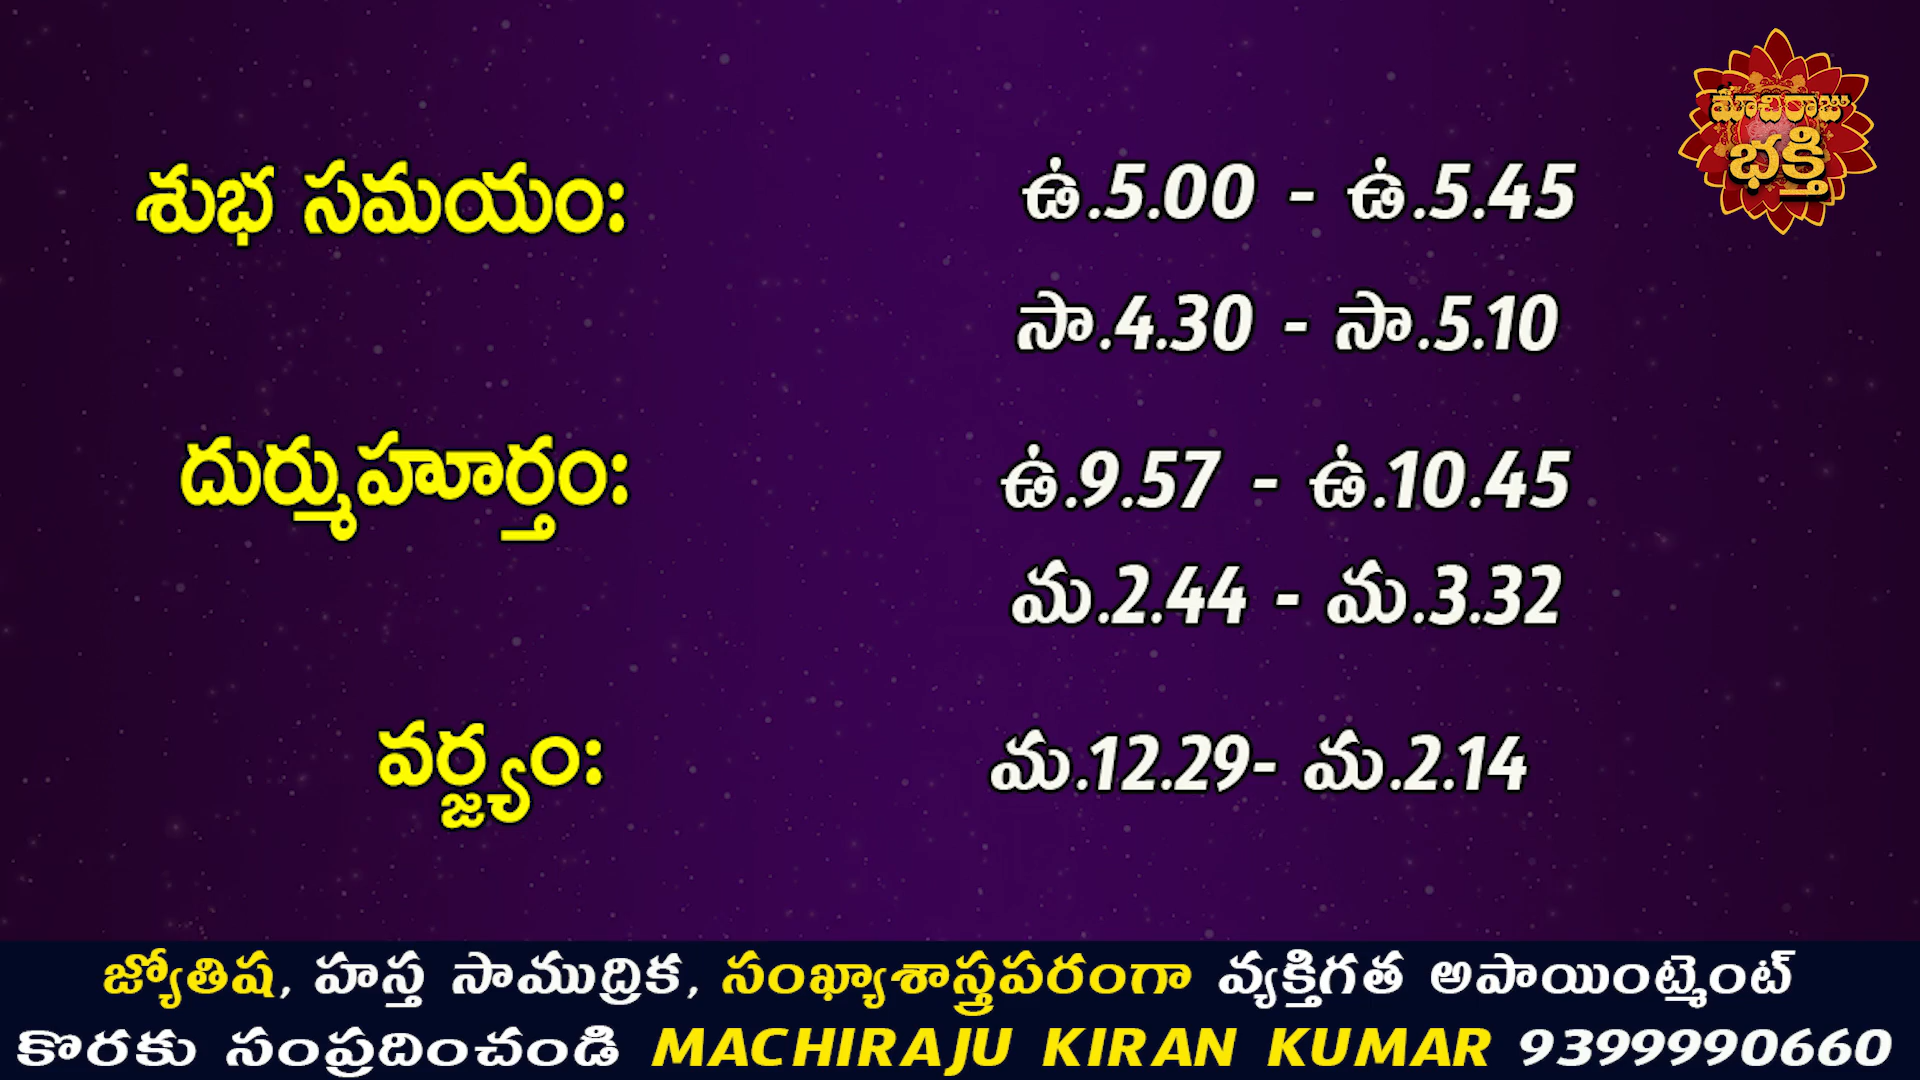 మాచిరాజు
భక్తి
శుభ సమయం: ఉ.5.00 - ఉ.5.45
సా.4.30 - సా.5.10
దుర్ముహూర్తం: ఉ.9.57 - ఉ.10.45
మ.2.44 - మ.3.32
వర్జ్యం: మ.12.29- మ.2.14
జ్యోతిష, హస్త సాముద్రిక, సంఖ్యాశాస్త్రపరంగా వ్యక్తిగత అపాయింట్మెంట్
కొరకు సంప్రదించండి MACHIRAJU KIRAN KUMAR 9399990660